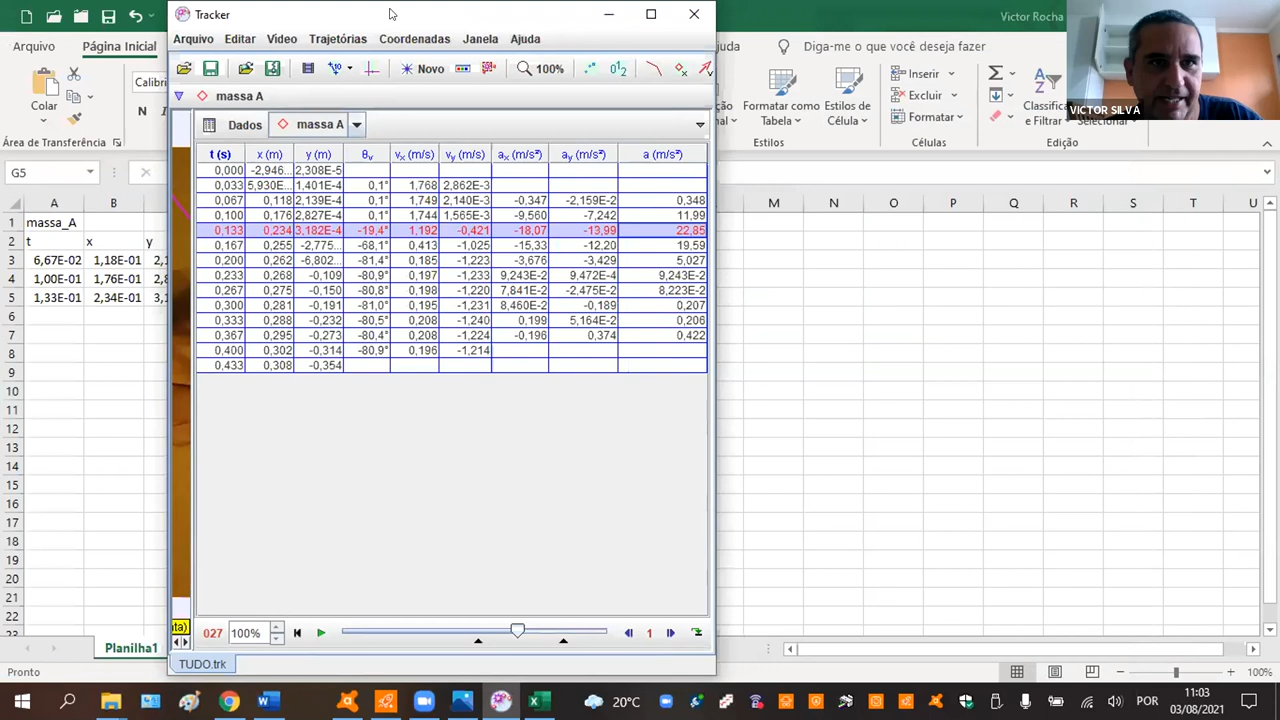 Tracker
Victor Rocha
Arquivo Editar Vídeo Trajetórias Coordenadas Janela Ajuda
Arquivo Página Inicial
juda Diga-me o que você deseja fazer
Novo 100%
massa A
VICTOR SILVA
Colar
Calibri
N I
Área de Transferência
Formatar como Tabela
Estilos de Célula
Estilos
Inserir
Excluir
Formatar
Células
Classificar e Filtrar
Selecionar
Edição
Dados massa A
G5
t (s) x (m) y (m) θv vx (m/s) vy (m/s) ax (m/s²) ay (m/s²) a (m/s²)
0,000 -2,946... 2,308E-5
0,033 5,930E... 1,401E-4 0,1° 1,768 2,862E-3
0,067 0,118 2,139E-4 0,1° 1,749 2,140E-3 -0,347 -2,159E-2 0,348
0,100 0,176 2,827E-4 0,1° 1,744 1,565E-3 -9,560 -7,242 11,99
0,133 0,234 3,182E-4 -19,4° 1,192 -0,421 -18,07 -13,99 22,85
0,167 0,255 -2,775... -68,1° 0,413 -1,025 -15,33 -12,20 19,59
0,200 0,262 -6,802... -81,4° 0,185 -1,223 -3,676 -3,429 5,027
0,233 0,268 -0,109 -80,9° 0,197 -1,233 9,243E-2 9,472E-4 9,243E-2
0,267 0,275 -0,150 -80,8° 0,198 -1,220 7,841E-2 -2,475E-2 8,223E-2
0,300 0,281 -0,191 -81,0° 0,195 -1,231 8,460E-2 -0,189 0,207
0,333 0,288 -0,232 -80,5° 0,208 -1,240 0,199 5,164E-2 0,206
0,367 0,295 -0,273 -80,4° 0,208 -1,224 -0,196 0,374 0,422
0,400 0,302 -0,314 -80,9° 0,196 -1,214
0,433 0,308 -0,354
A B M N O P Q R S T U
1 massa_A
2 t x y
3 6,67E-02 1,18E-01 2,1
4 1,00E-01 1,76E-01 2,8
5 1,33E-01 2,34E-01 3,1
6
7
8
9
10
11
12
13
14
15
16
17
18
19
20
21
22
ta)
027 100% 1
Planilha1
TUDO.trk
Pronto
100%
20°C
POR
11:03
03/08/2021